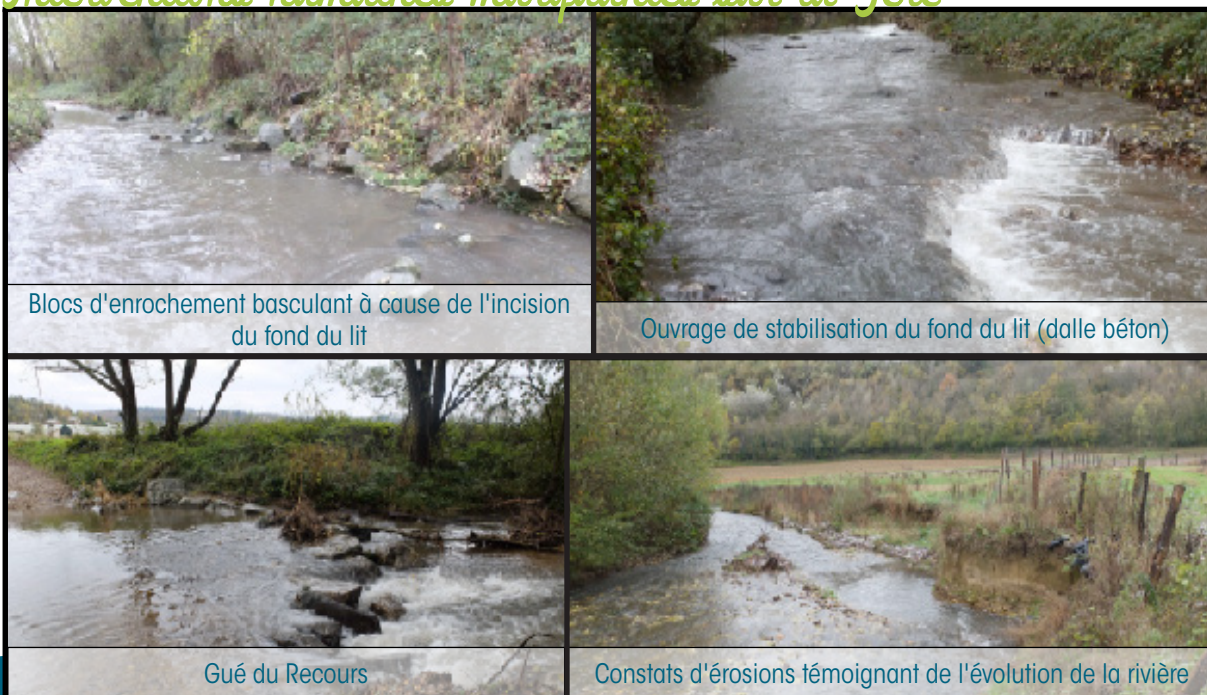 Blocs d'enrochement basculant à cause de l'incision
du fond du lit
Ouvrage de stabilisation du fond du lit (dalle béton)
Gué du Recours
Constats d'érosions témoignant de l'évolution de la rivière